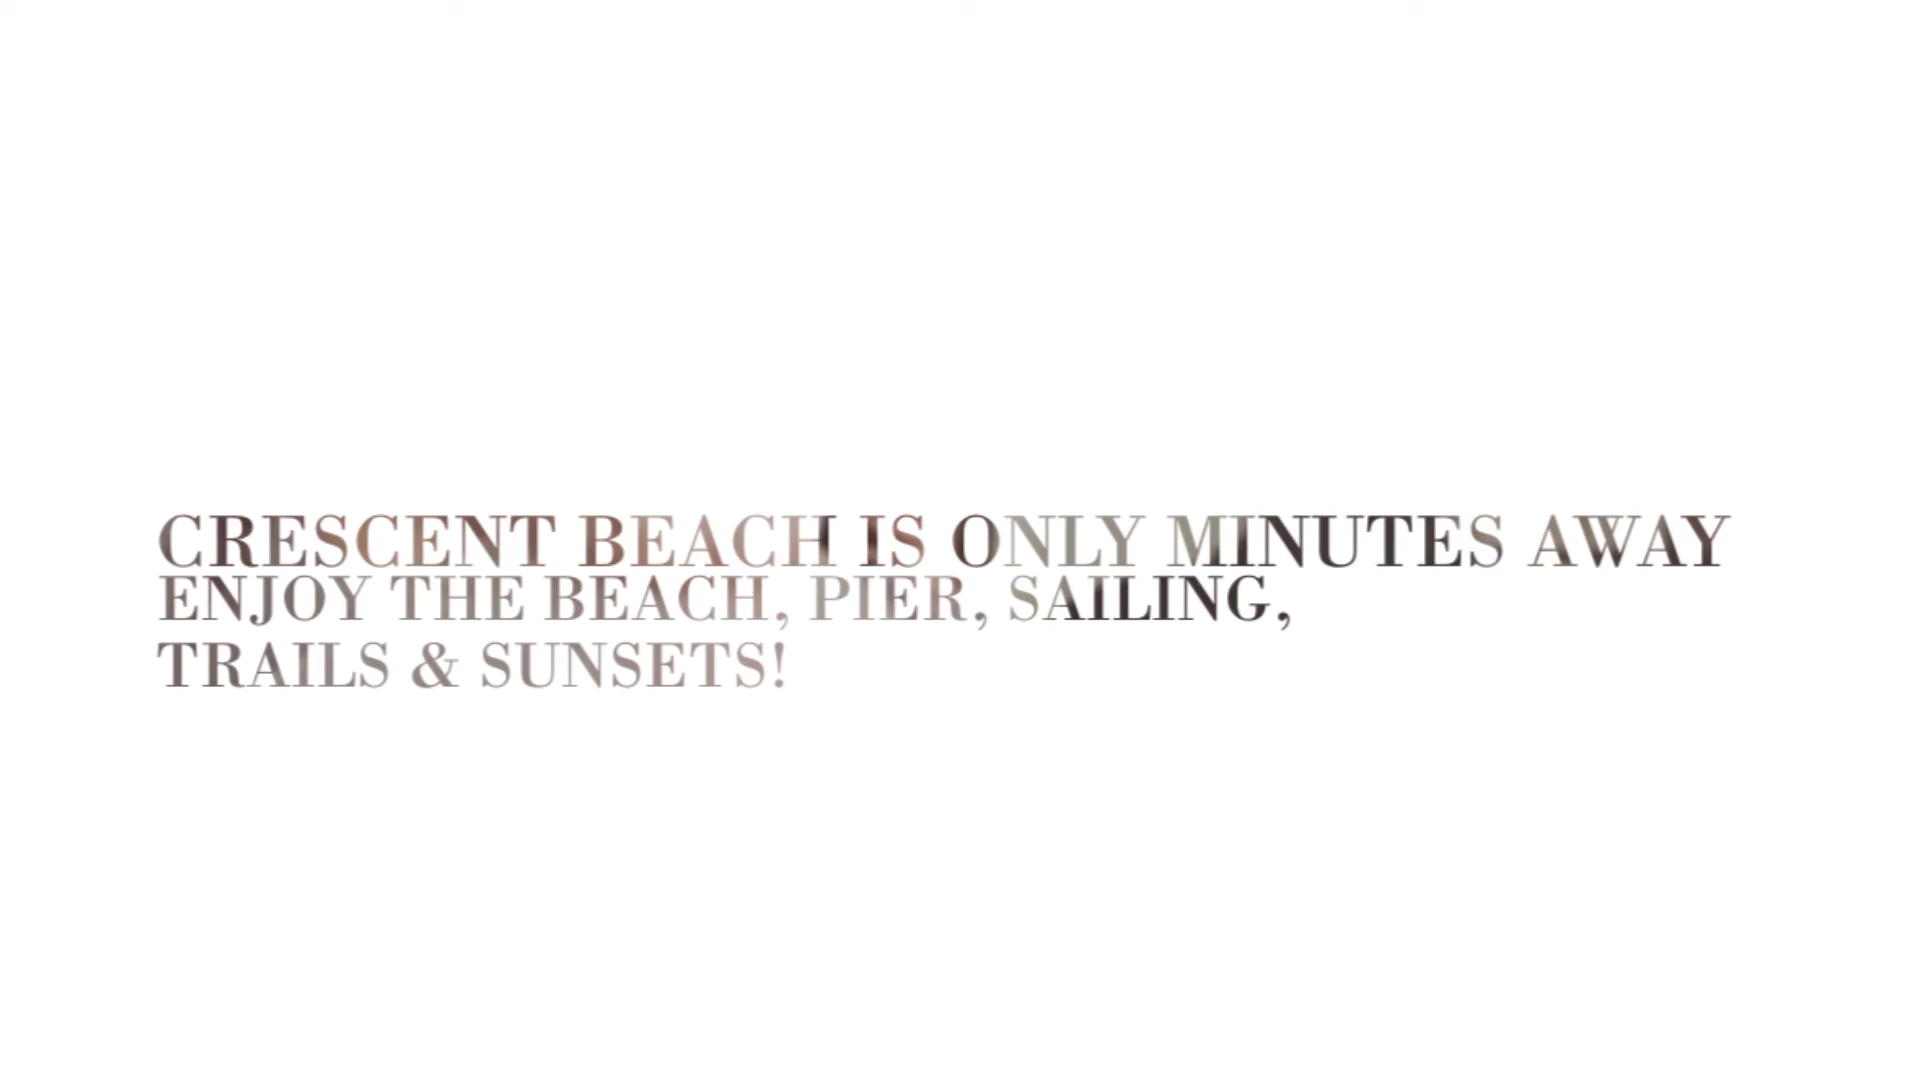 CRESCENT BEACH IS ONLY MINUTES AWAY
ENJOY THE BEACH, PIER, SAILING,
TRAILS & SUNSETS!